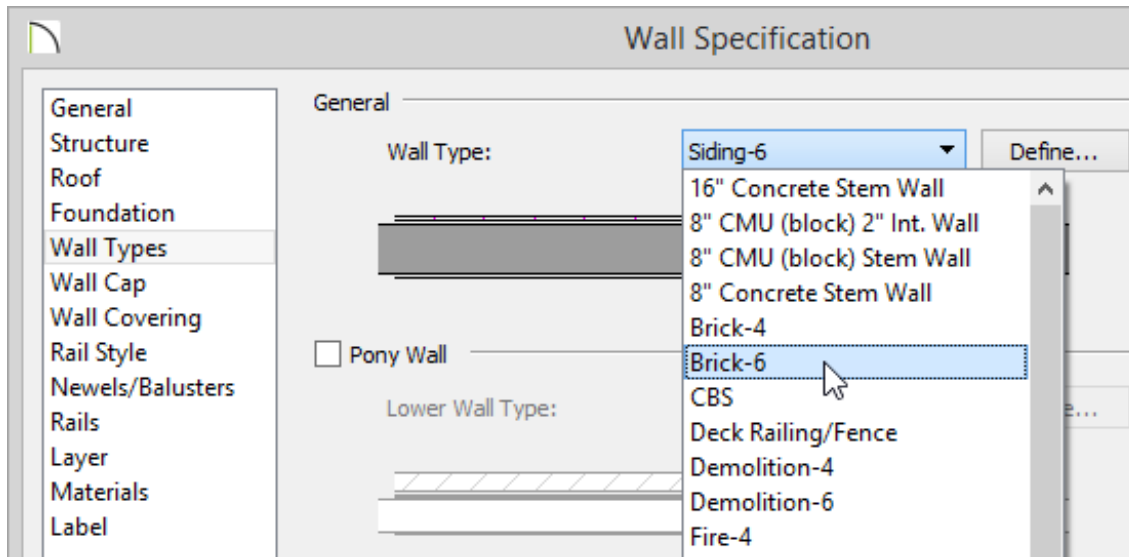 Wall Specification
General
Structure
Roof
Foundation
Wall Types
Wall Cap
Wall Covering
Rail Style
Newels/Balusters
Rails
Layer
Materials
Label
General
Wall Type:
Siding-6
Define...
16" Concrete Stem Wall
8" CMU (block) 2" Int. Wall
8" CMU (block) Stem Wall
8" Concrete Stem Wall
Brick-4
Brick-6
CBS
Deck Railing/Fence
Demolition-4
Demolition-6
Fire-4
Pony Wall
Lower Wall Type: